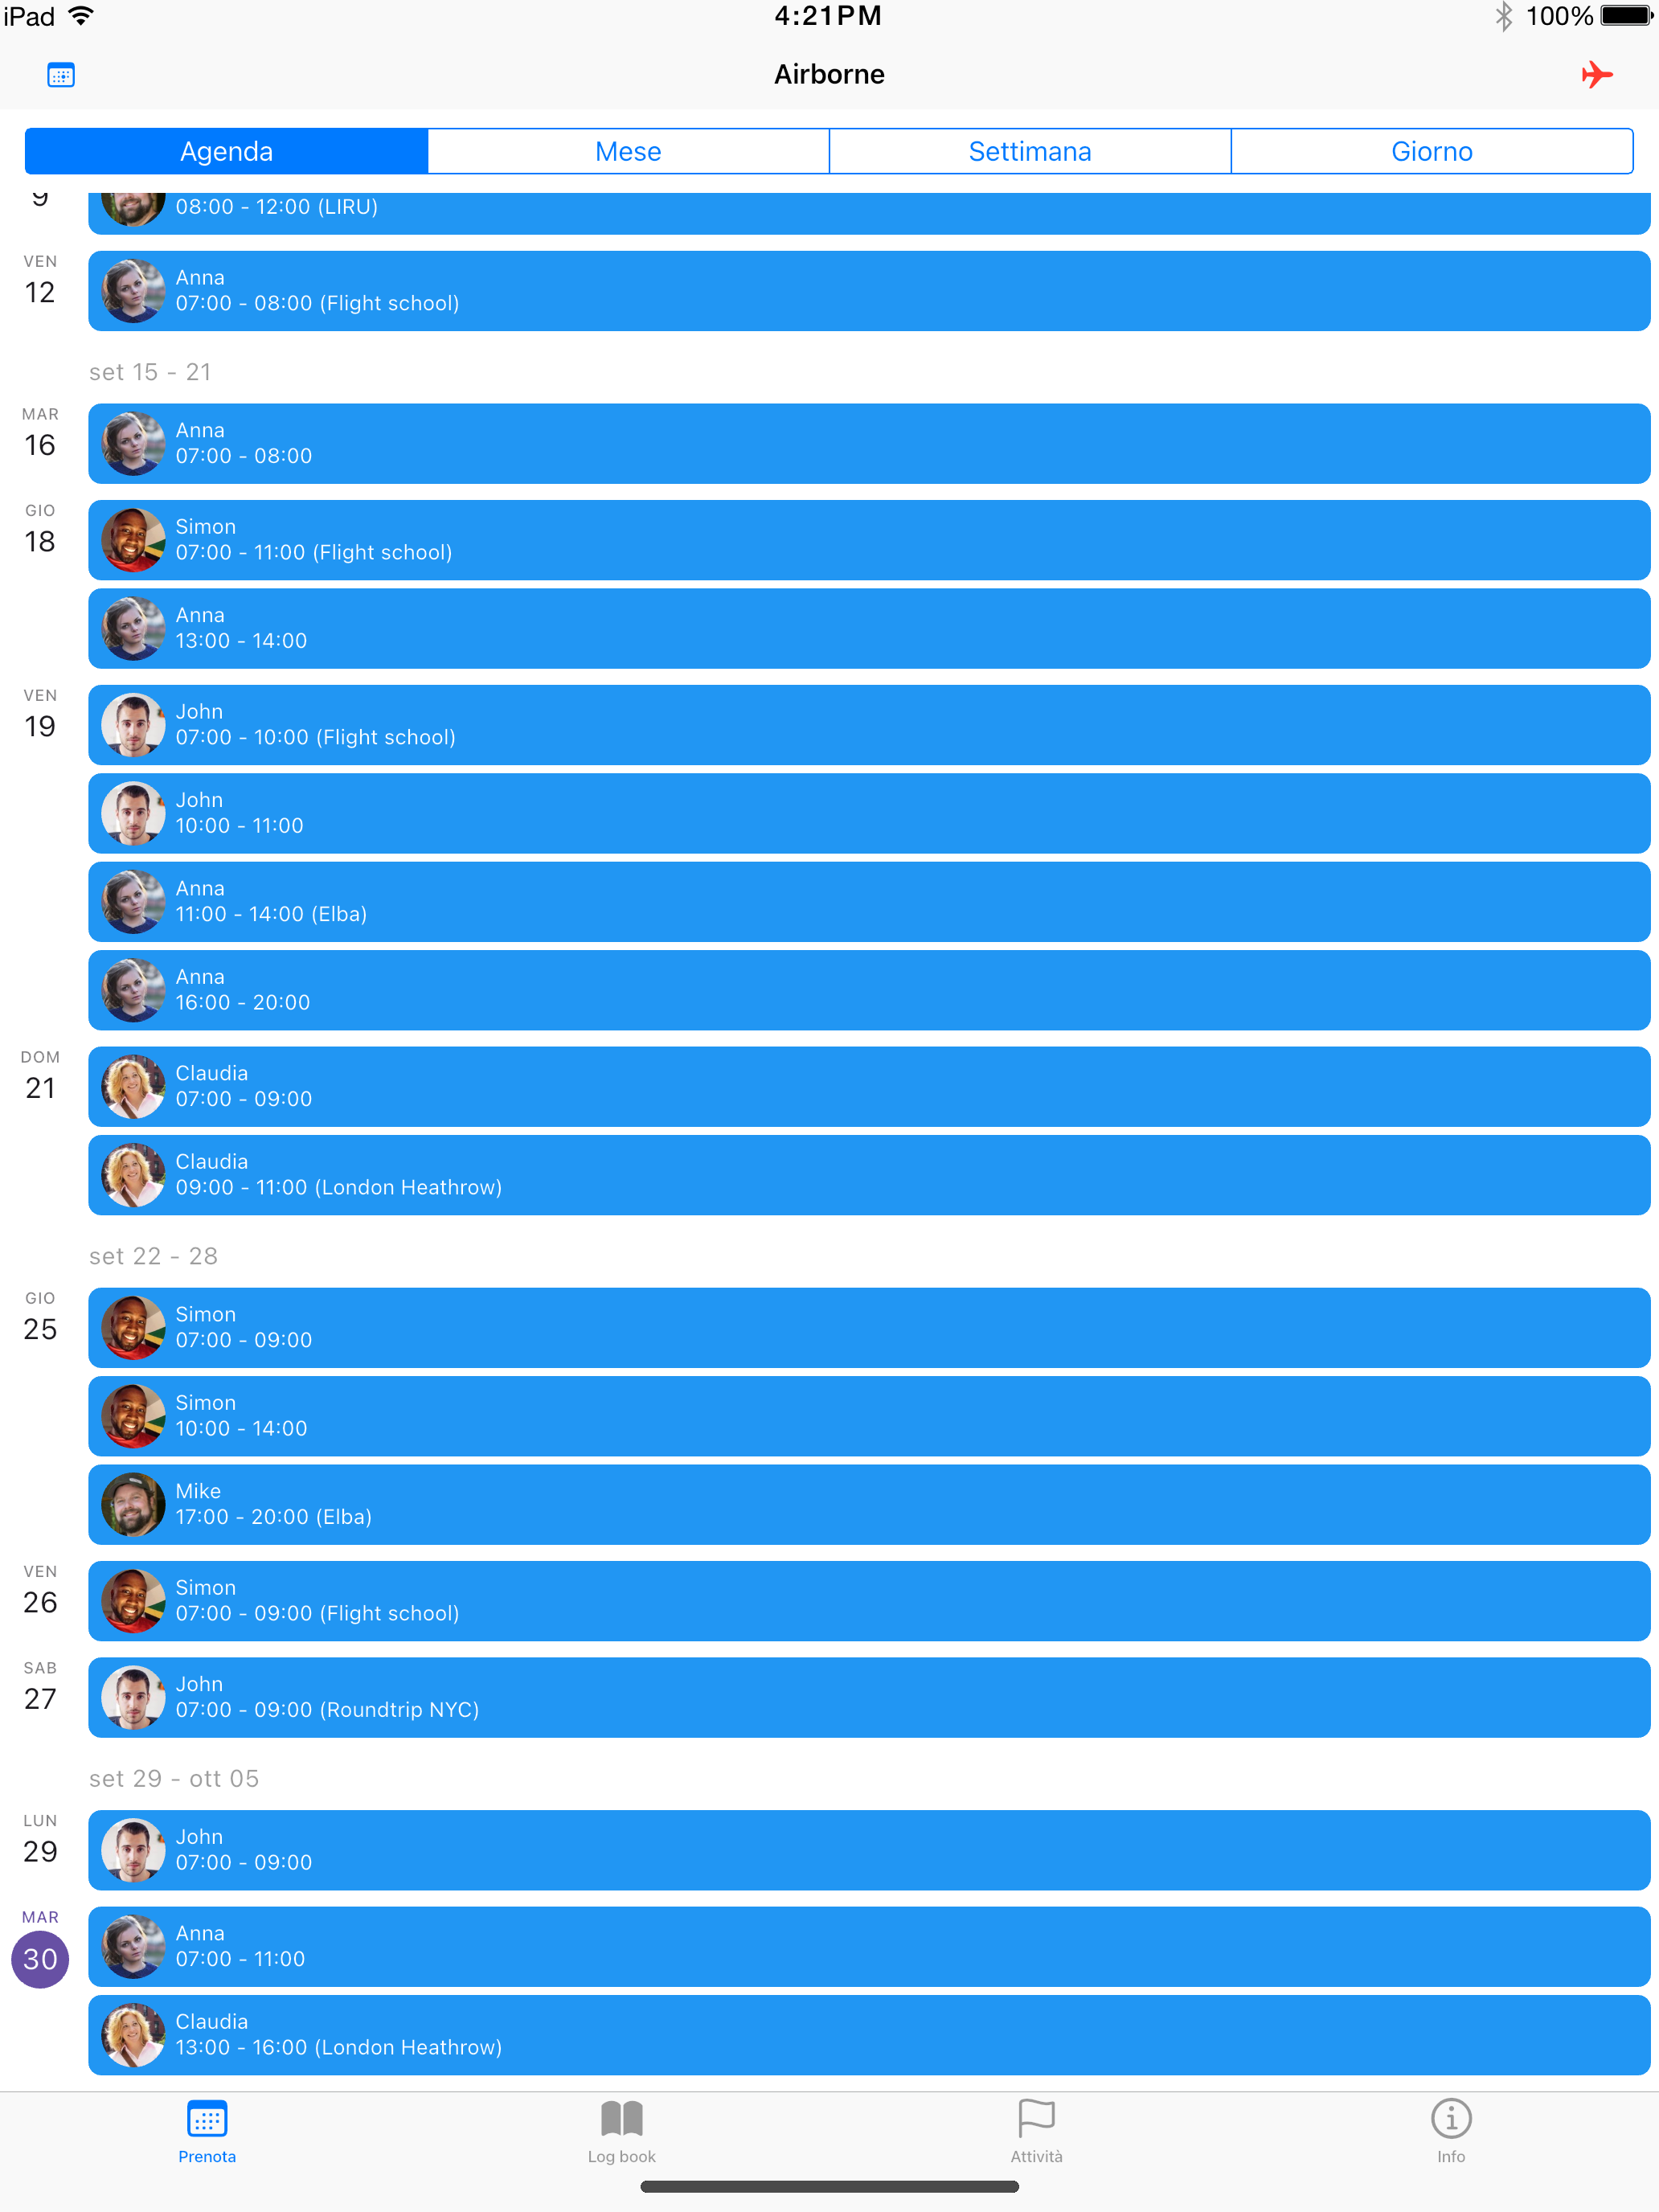 iPad 4:21PM 100%
Airborne
Agenda Mese Settimana Giorno
9
08:00 - 12:00 (LIRU)
VEN
12
Anna
07:00 - 08:00 (Flight school)
set 15 - 21
MAR
16
Anna
07:00 - 08:00
GIO
18
Simon
07:00 - 11:00 (Flight school)
Anna
13:00 - 14:00
VEN
19
John
07:00 - 10:00 (Flight school)
John
10:00 - 11:00
Anna
11:00 - 14:00 (Elba)
Anna
16:00 - 20:00
DOM
21
Claudia
07:00 - 09:00
Claudia
09:00 - 11:00 (London Heathrow)
set 22 - 28
GIO
25
Simon
07:00 - 09:00
Simon
10:00 - 14:00
Mike
17:00 - 20:00 (Elba)
VEN
26
Simon
07:00 - 09:00 (Flight school)
SAB
27
John
07:00 - 09:00 (Roundtrip NYC)
set 29 - ott 05
LUN
29
John
07:00 - 09:00
MAR
30
Anna
07:00 - 11:00
Claudia
13:00 - 16:00 (London Heathrow)
Prenota Log book Attività Info